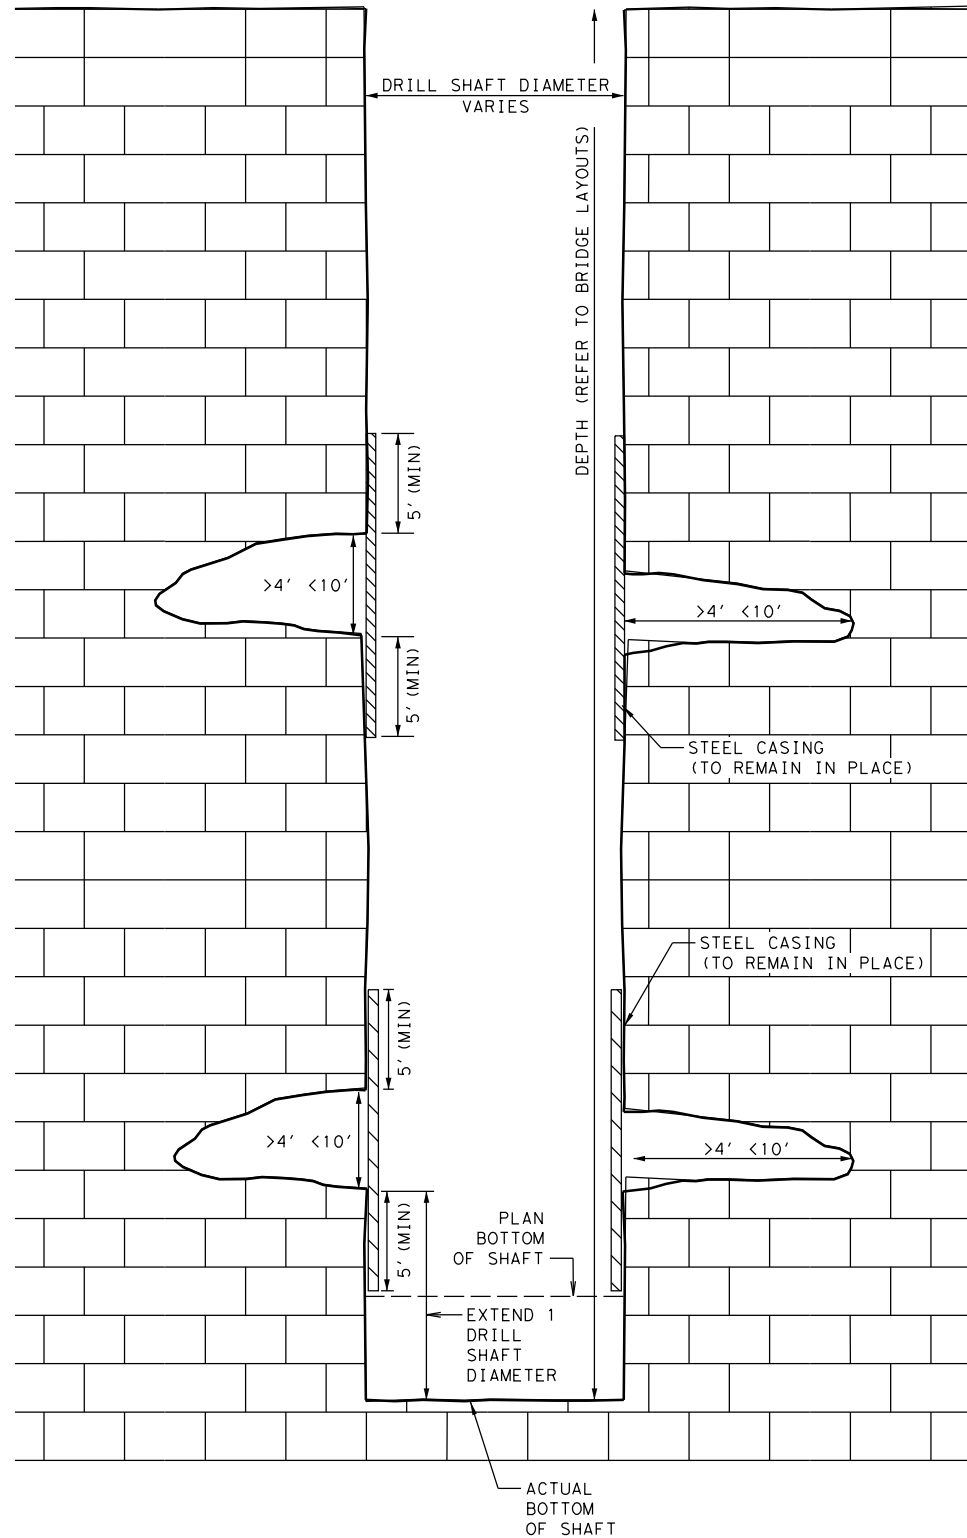 DRILL SHAFT DIAMETER
VARIES
DEPTH (REFER TO BRIDGE LAYOUTS)
5' (MIN)
>4' <10'
>4' <10'
5' (MIN)
STEEL CASING
(TO REMAIN IN PLACE)
STEEL CASING
(TO REMAIN IN PLACE)
5' (MIN)
>4' <10'
>4' <10'
5' (MIN)
PLAN
BOTTOM
OF SHAFT
EXTEND 1
DRILL
SHAFT
DIAMETER
ACTUAL
BOTTOM
OF SHAFT